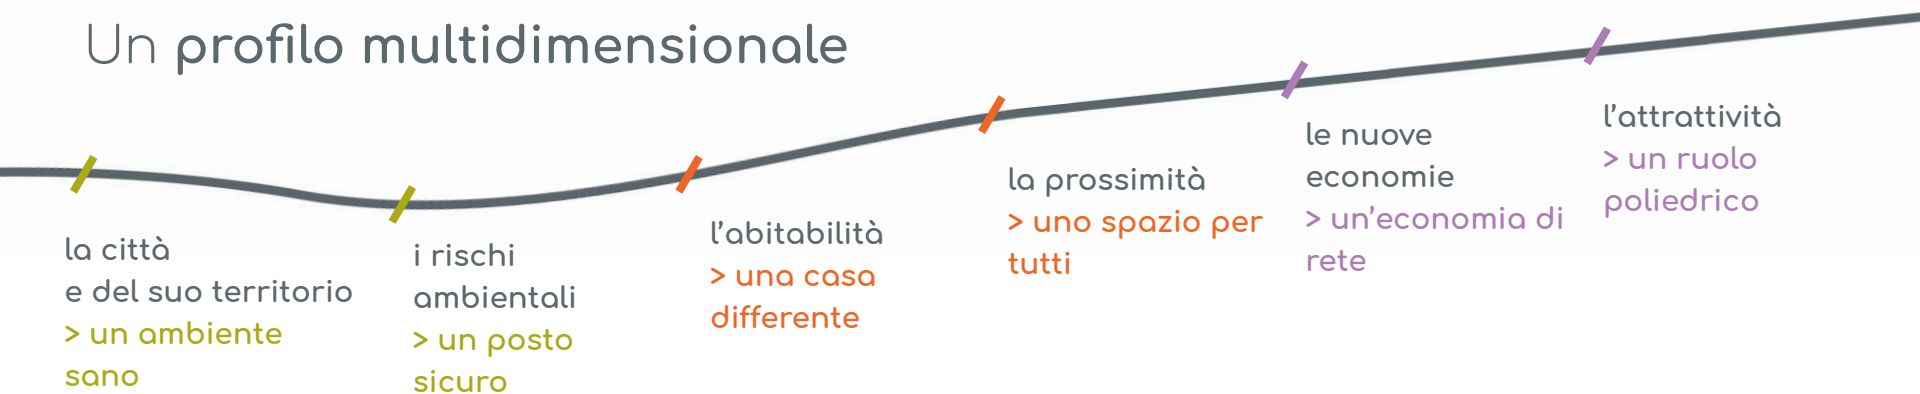 Un profilo multidimensionale
la città
e del suo territorio
> un ambiente
sano
i rischi
ambientali
> un posto
sicuro
l’abitabilità
> una casa
differente
la prossimità
> uno spazio per
tutti
le nuove
economie
> un’economia di
rete
l’attrattività
> un ruolo
poliedrico